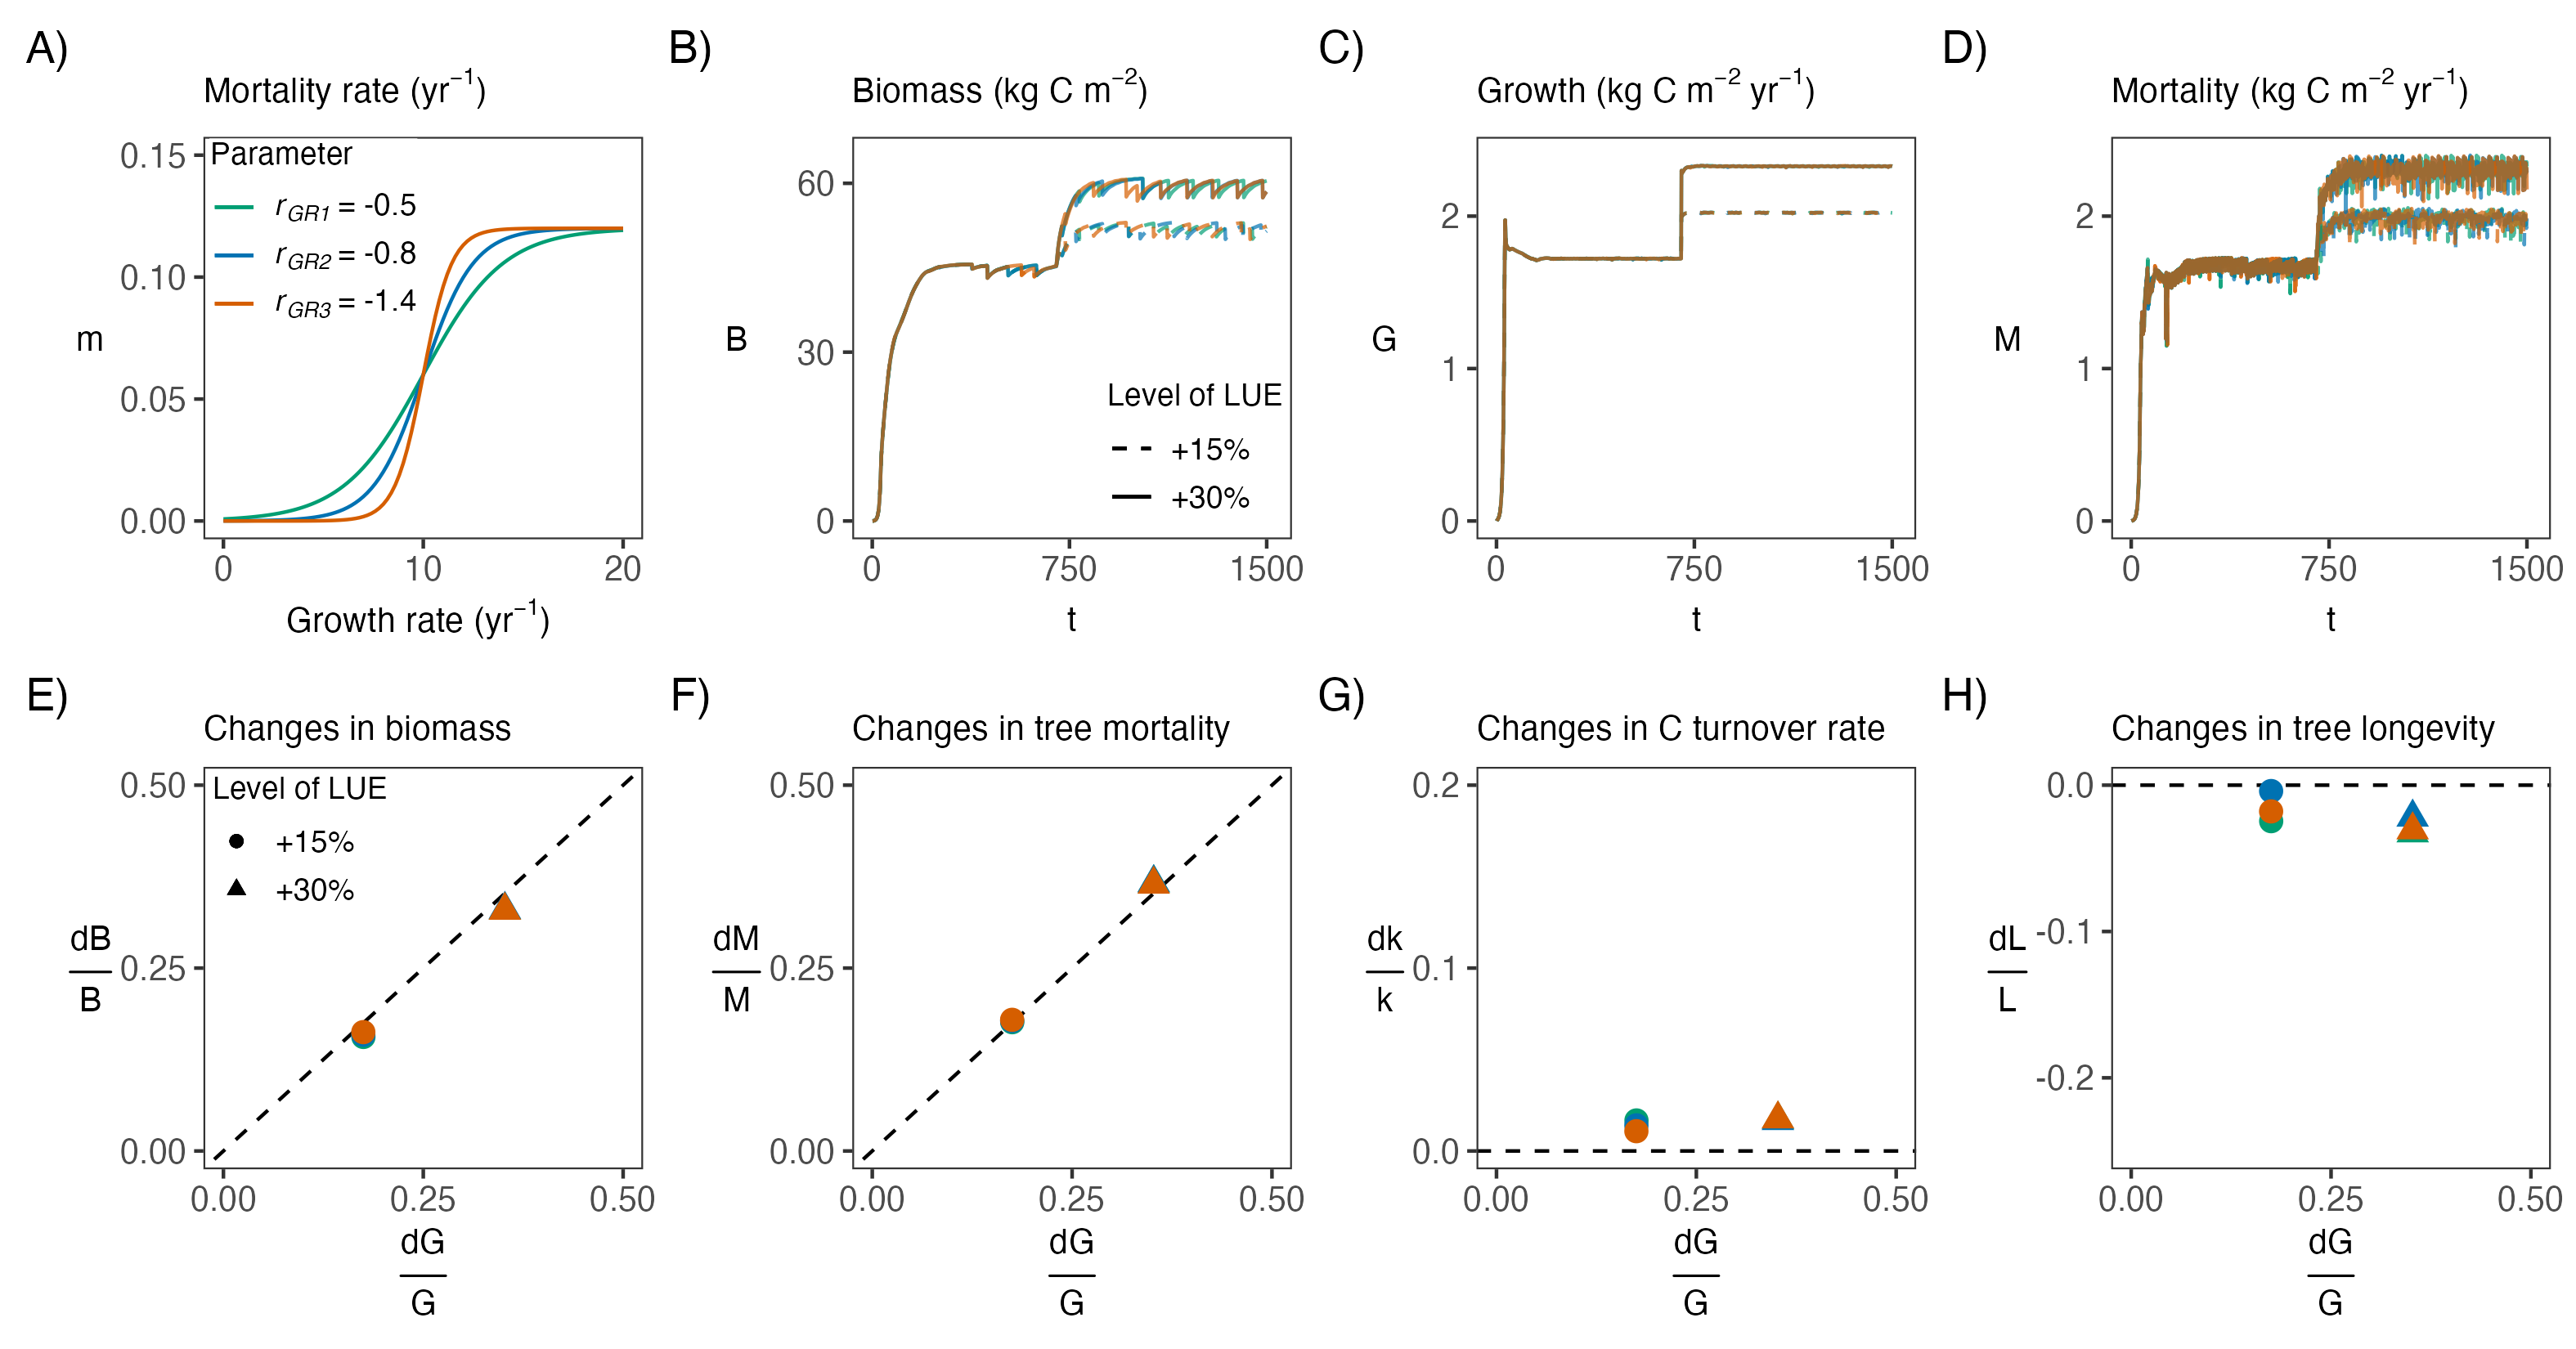 A)
Mortality rate (yr⁻¹)
0.15
0.10
0.05
0.00
m
Parameter
r_GR1 = -0.5
r_GR2 = -0.8
r_GR3 = -1.4
0 10 20
Growth rate (yr⁻¹)
B)
Biomass (kg C m⁻²)
60
30
0
B
Level of LUE
+15%
+30%
0 750 1500
t
C)
Growth (kg C m⁻² yr⁻¹)
2
1
0
G
0 750 1500
t
D)
Mortality (kg C m⁻² yr⁻¹)
2
1
0
M
0 750 1500
t
E)
Changes in biomass
0.50
0.25
0.00
dB
B
Level of LUE
+15%
+30%
0.00 0.25 0.50
dG
G
F)
Changes in tree mortality
0.50
0.25
0.00
dM
M
0.00 0.25 0.50
dG
G
G)
Changes in C turnover rate
0.2
0.1
0.0
dk
k
0.00 0.25 0.50
dG
G
H)
Changes in tree longevity
0.0
-0.1
-0.2
dL
L
0.00 0.25 0.50
dG
G